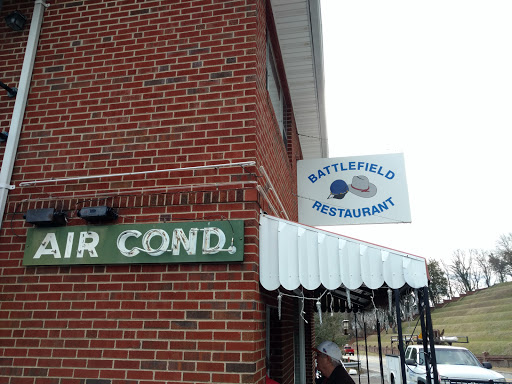 AIR COND.
BATTLEFIELD
RESTAURANT